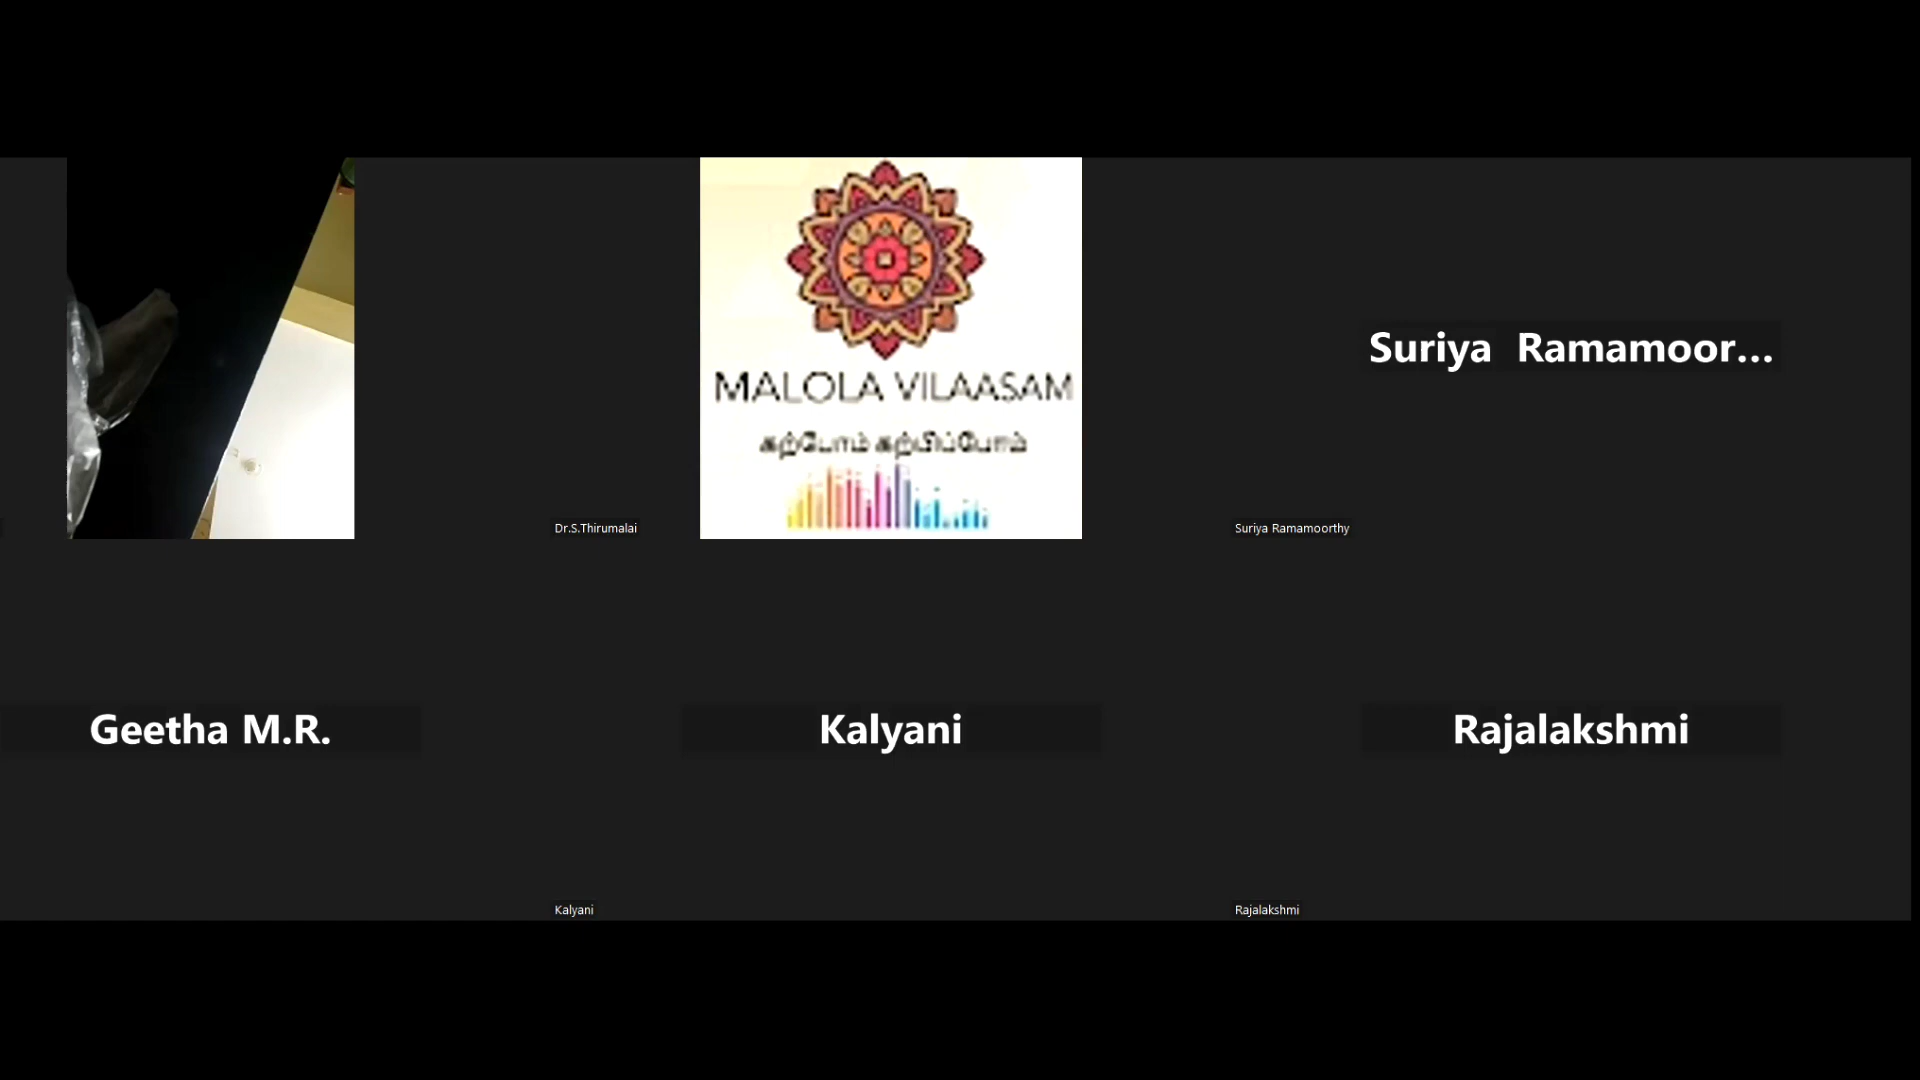 MALOLA VILAASAM
கற்போம் கற்பிப்போம்
Suriya Ramamoor...
Dr.S.Thirumalai
Suriya Ramamoorthy
Geetha M.R.
Kalyani
Rajalakshmi
Kalyani
Rajalakshmi